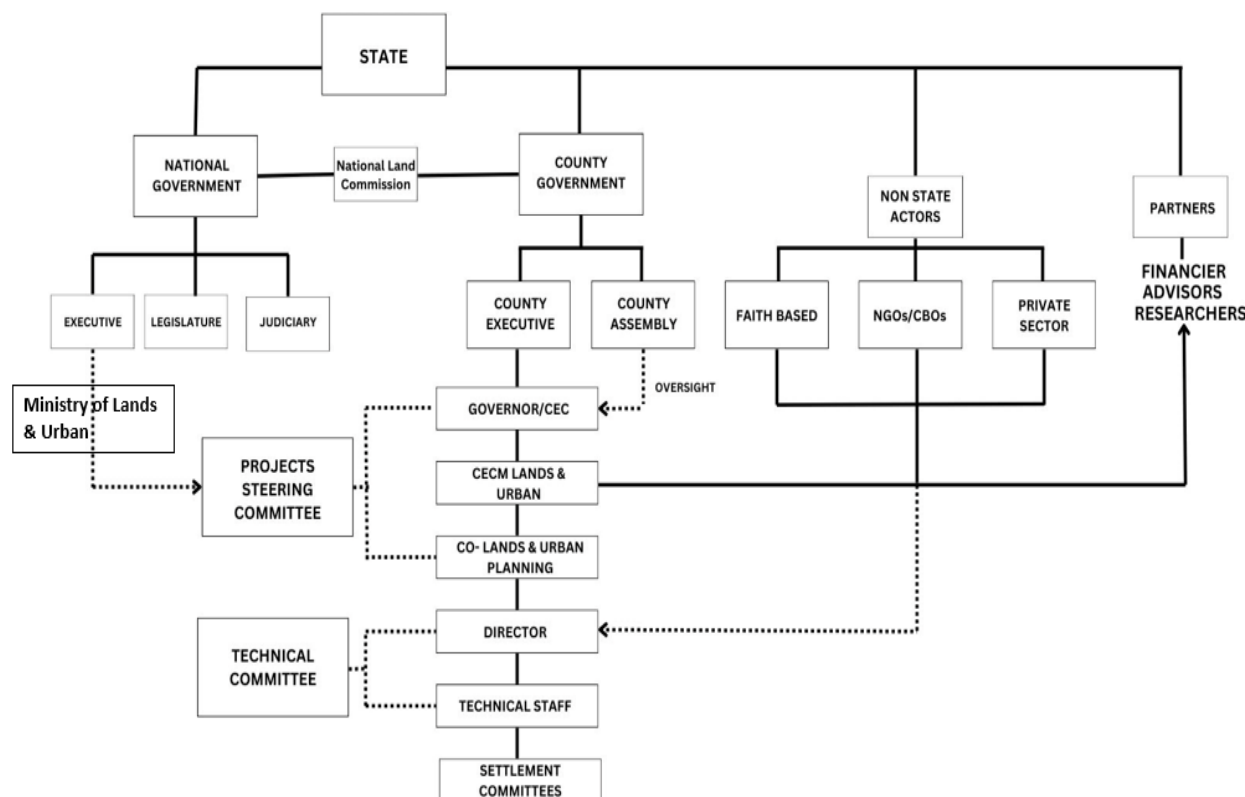 STATE
NATIONAL
GOVERNMENT
National Land
Commission
COUNTY
GOVERNMENT
NON STATE
ACTORS
PARTNERS
EXECUTIVE
LEGISLATURE
JUDICIARY
COUNTY
EXECUTIVE
COUNTY
ASSEMBLY
FAITH BASED
NGOs/CBOs
PRIVATE
SECTOR
FINANCIER
ADVISORS
RESEARCHERS
OVERSIGHT
Ministry of Lands
& Urban
GOVERNOR/CEC
PROJECTS
STEERING
COMMITTEE
CECM LANDS &
URBAN
CO- LANDS & URBAN
PLANNING
DIRECTOR
TECHNICAL
COMMITTEE
TECHNICAL STAFF
SETTLEMENT
COMMITTEES